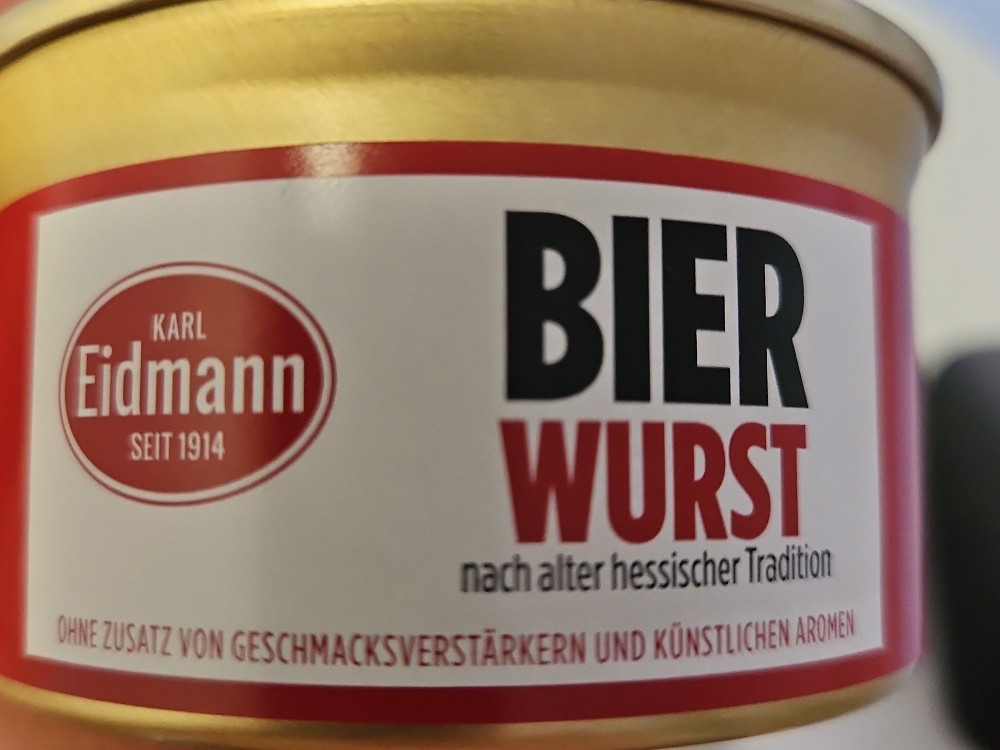 KARL
Eidmann
SEIT 1914
BIER
WURST
nach alter hessischer Tradition
OHNE ZUSATZ VON GESCHMACKSVERSTÄRKERN UND KÜNSTLICHEN AROMEN